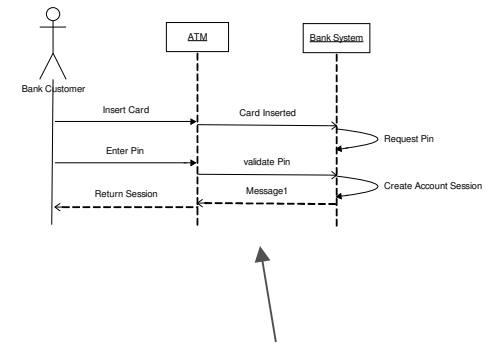 ATM
Bank System
Bank Customer
Insert Card
Card Inserted
Request Pin
Enter Pin
validate Pin
Create Account Session
Return Session
Message1